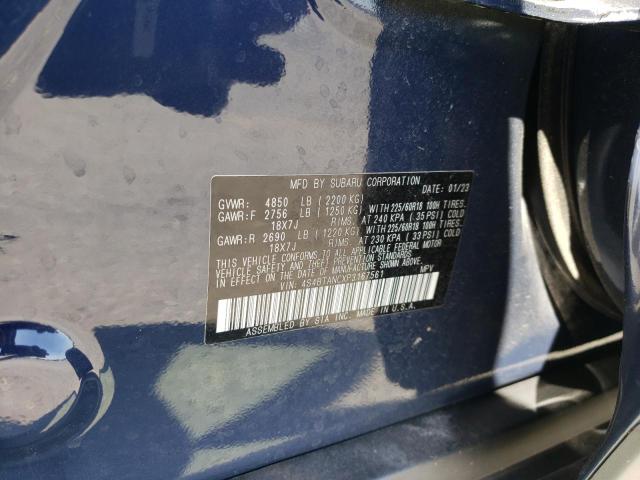 MFD BY SUBARU CORPORATION
DATE: 01/23
GVWR: 4850 LB (2200 KG)
GAWR:F 2756 LB (1250 KG) WITH 225/60R18 100H TIRES,
18X7J RIMS, AT 240 KPA (35 PSI) COLD
GAWR:R 2690 LB (1220 KG) WITH 225/60R18 100H TIRES,
18X7J RIMS, AT 230 KPA (33 PSI) COLD
THIS VEHICLE CONFORMS TO ALL APPLICABLE FEDERAL MOTOR
VEHICLE SAFETY AND THEFT PREVENTION STANDARDS
IN EFFECT ON THE DATE OF MANUFACTURE SHOWN ABOVE.
MPV
ASSEMBLED BY SIA INC. MADE IN U.S.A.